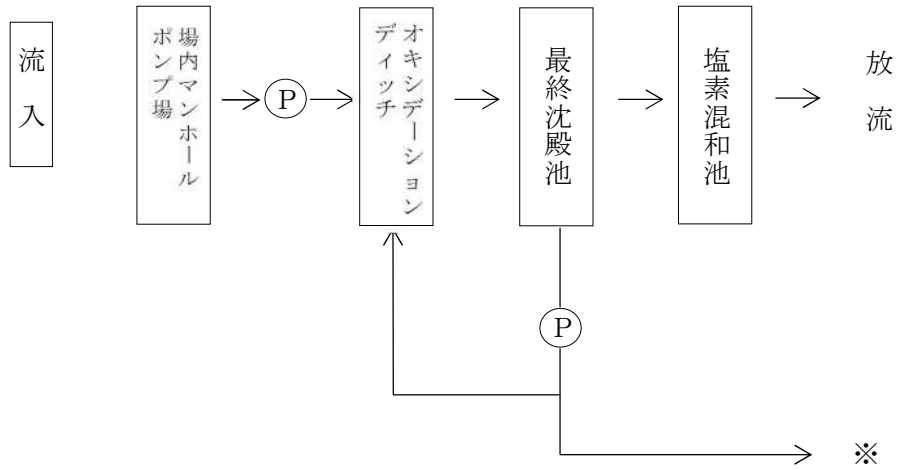 流入
場内マンホール
ポンプ場
P
オキシデーション
ディッチ
最終沈殿池
塩素混和池
放流
P
※